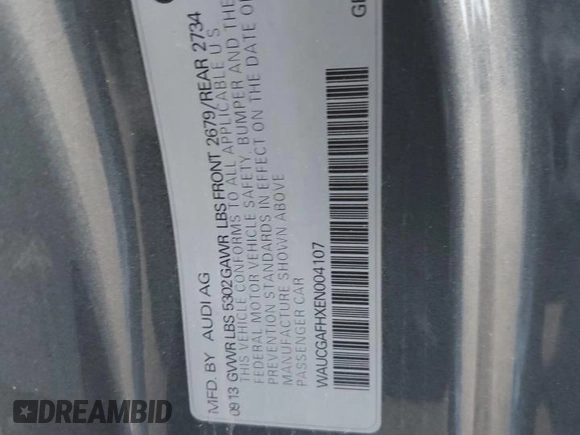 MFD. BY AUDI AG
09 13 GVWR LBS 5302 GAWR LBS FRONT 2679/REAR 2734
THIS VEHICLE CONFORMS TO ALL APPLICABLE U S
FEDERAL MOTOR VEHICLE SAFETY, BUMPER AND THE
PREVENTION STANDARDS IN EFFECT ON THE DATE OF
MANUFACTURE SHOWN ABOVE
PASSENGER CAR
WAUCGAFHXEN004107
DREAMBID